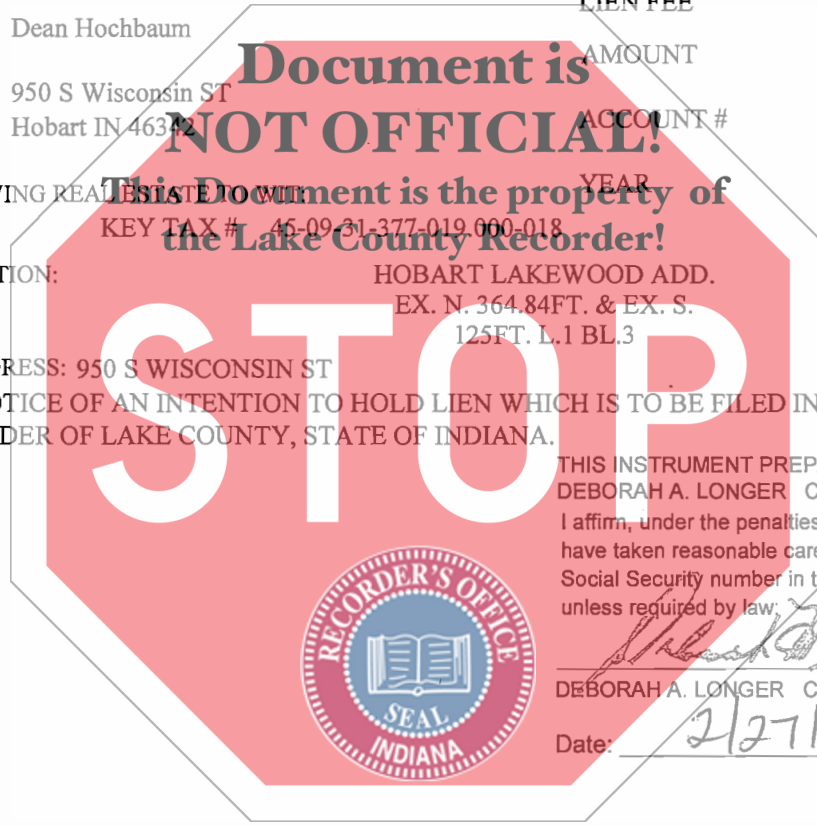 LIEN FEE
Dean Hochbaum
AMOUNT
Document is
950 S Wisconsin ST
Hobart IN 46342
ACCOUNT #
NOT OFFICIAL!
YEAR
ING REAL ESTATE TO WIT:
This Document is the property of
KEY TAX # 45-09-31-377-019.000-018
the Lake County Recorder!
TION:
HOBART LAKEWOOD ADD.
EX. N. 364.84FT. & EX. S.
125FT. L.1 BL.3
RESS: 950 S WISCONSIN ST
TICE OF AN INTENTION TO HOLD LIEN WHICH IS TO BE FILED IN
DER OF LAKE COUNTY, STATE OF INDIANA.
STOP
THIS INSTRUMENT PREP
DEBORAH A. LONGER C
I affirm, under the penalties
have taken reasonable care
Social Security number in t
unless required by law;
RECORDER'S OFFICE
SEAL
INDIANA
DEBORAH A. LONGER C
Date: 2/27/